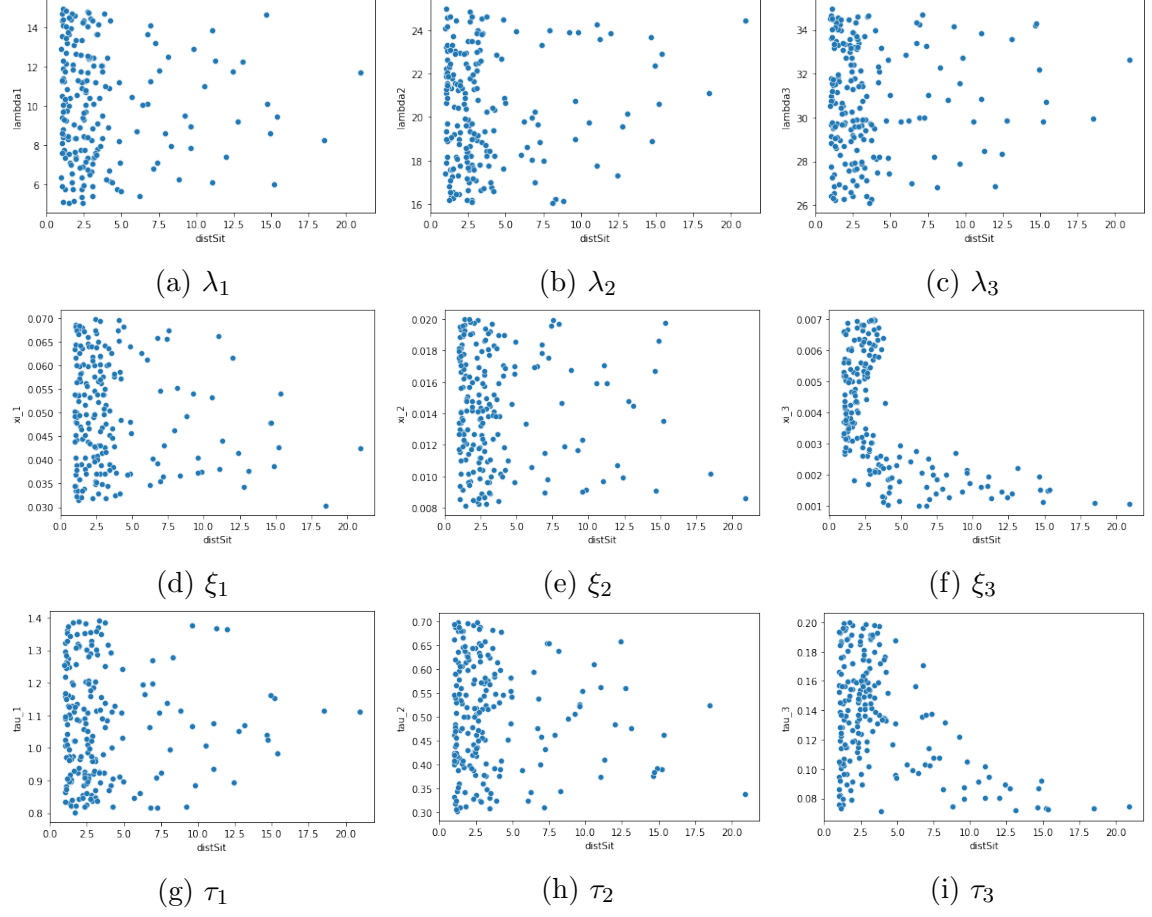 14
12
10
8
6
lambda1
0.0 2.5 5.0 7.5 10.0 12.5 15.0 17.5 20.0
distSit
(a) λ1
24
22
20
18
16
lambda2
0.0 2.5 5.0 7.5 10.0 12.5 15.0 17.5 20.0
distSit
(b) λ2
34
32
30
28
26
lambda3
0.0 2.5 5.0 7.5 10.0 12.5 15.0 17.5 20.0
distSit
(c) λ3
0.070
0.065
0.060
0.055
0.050
0.045
0.040
0.035
0.030
xi_1
0.0 2.5 5.0 7.5 10.0 12.5 15.0 17.5 20.0
distSit
(d) ξ1
0.020
0.018
0.016
0.014
0.012
0.010
0.008
xi_2
0.0 2.5 5.0 7.5 10.0 12.5 15.0 17.5 20.0
distSit
(e) ξ2
0.007
0.006
0.005
0.004
0.003
0.002
0.001
xi_3
0.0 2.5 5.0 7.5 10.0 12.5 15.0 17.5 20.0
distSit
(f) ξ3
1.4
1.3
1.2
1.1
1.0
0.9
0.8
tau_1
0.0 2.5 5.0 7.5 10.0 12.5 15.0 17.5 20.0
distSit
(g) τ1
0.70
0.65
0.60
0.55
0.50
0.45
0.40
0.35
0.30
tau_2
0.0 2.5 5.0 7.5 10.0 12.5 15.0 17.5 20.0
distSit
(h) τ2
0.20
0.18
0.16
0.14
0.12
0.10
0.08
tau_3
0.0 2.5 5.0 7.5 10.0 12.5 15.0 17.5 20.0
distSit
(i) τ3